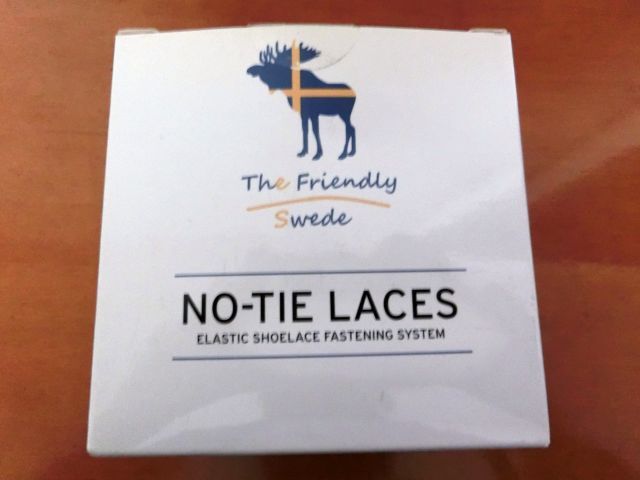 The Friendly
Swede
NO-TIE LACES
ELASTIC SHOELACE FASTENING SYSTEM